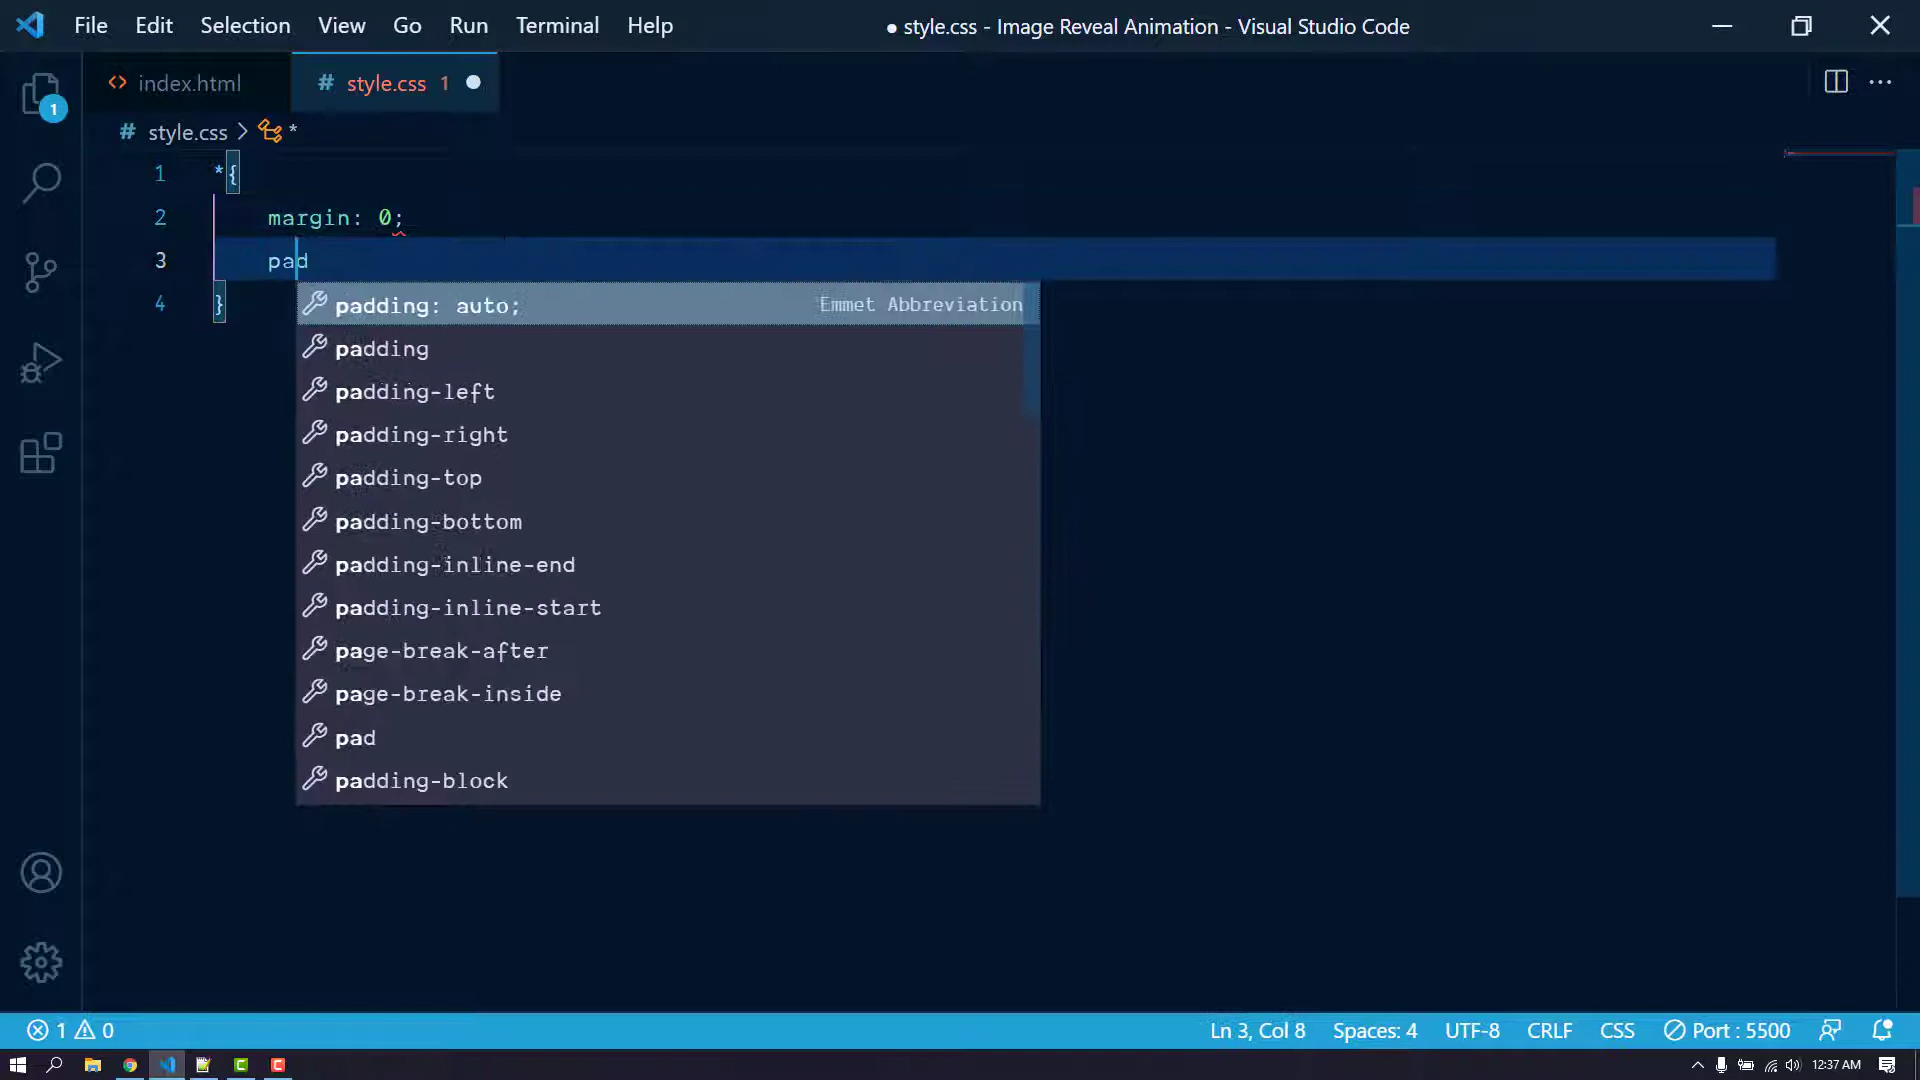 File Edit Selection View Go Run Terminal Help ● style.css - Image Reveal Animation - Visual Studio Code
index.html # style.css 1
1
# style.css > *
1 *{
2 margin: 0;
3 pad
4 }
padding: auto; Emmet Abbreviation
padding
padding-left
padding-right
padding-top
padding-bottom
padding-inline-end
padding-inline-start
page-break-after
page-break-inside
pad
padding-block
1 0 Ln 3, Col 8 Spaces: 4 UTF-8 CRLF CSS Port : 5500
12:37 AM